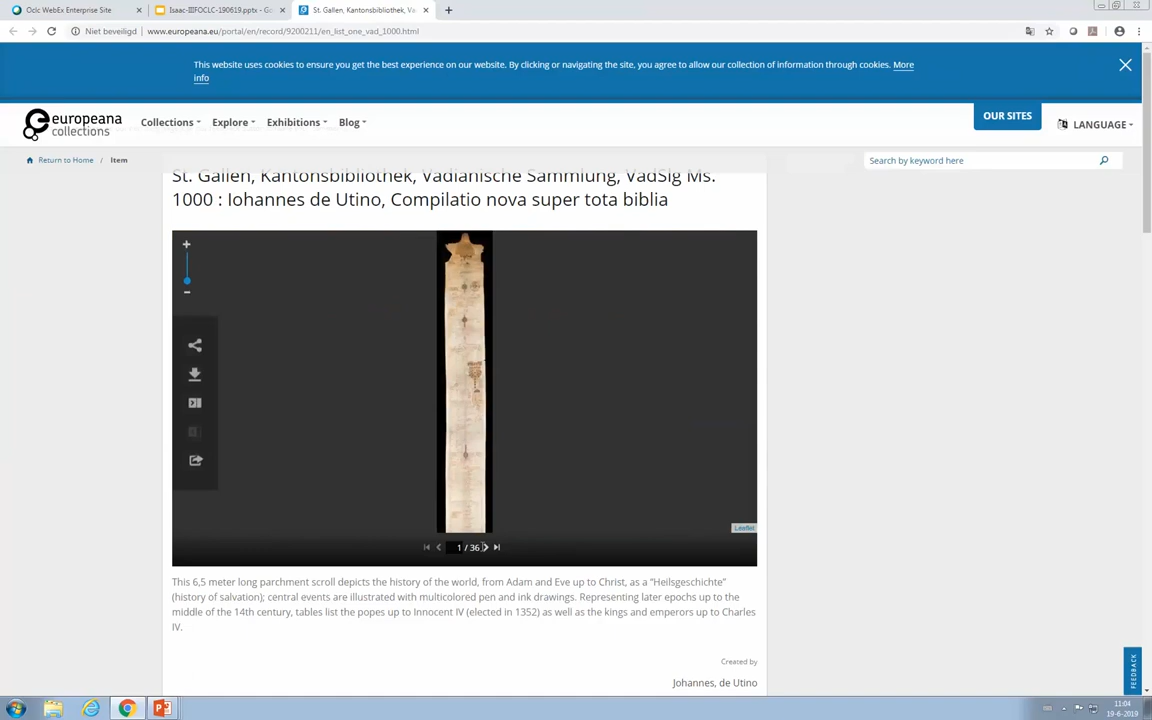 Oclc WebEx Enterprise Site
Isaac-IIIFOCLC-190619.pptx - Go
St. Gallen, Kantonsbibliothek, Va
Niet beveiligd
www.europeana.eu/portal/en/record/9200211/en_list_one_vad_1000.html
This website uses cookies to ensure you get the best experience on our website. By clicking or navigating the site, you agree to allow our collection of information through cookies. More
info
europeana
collections
Collections
Explore
Exhibitions
Blog
OUR SITES
LANGUAGE
Return to Home / Item
Search by keyword here
St. Gallen, Kantonsbibliothek, Vadianische Sammlung, VadSlg Ms.
1000 : Iohannes de Utino, Compilatio nova super tota biblia
Leaflet
1 / 36
This 6,5 meter long parchment scroll depicts the history of the world, from Adam and Eve up to Christ, as a "Heilsgeschichte"
(history of salvation); central events are illustrated with multicolored pen and ink drawings. Representing later epochs up to the
middle of the 14th century, tables list the popes up to Innocent IV (elected in 1352) as well as the kings and emperors up to Charles
IV.
Created by
Johannes, de Utino
FEEDBACK
11:04
19-6-2019